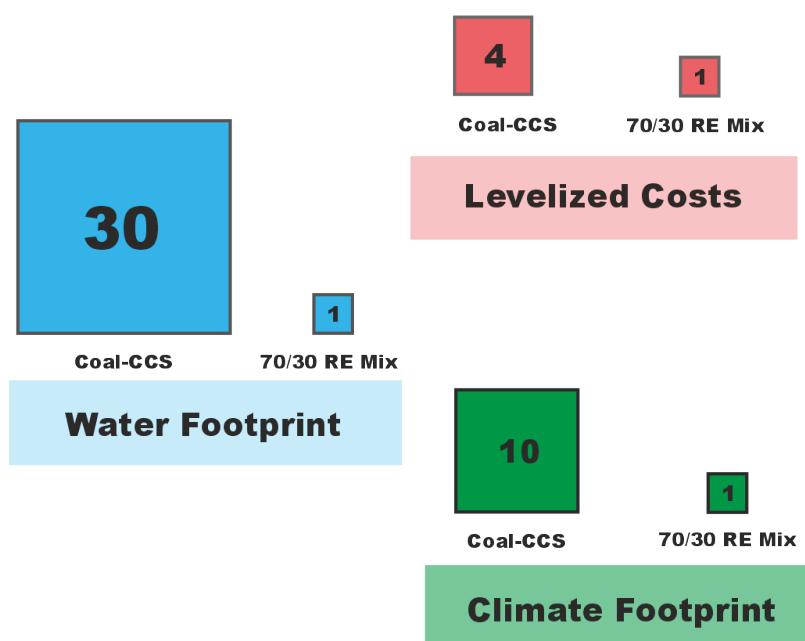 30
1
Coal-CCS
70/30 RE Mix
Water Footprint
4
1
Coal-CCS
70/30 RE Mix
Levelized Costs
10
1
Coal-CCS
70/30 RE Mix
Climate Footprint